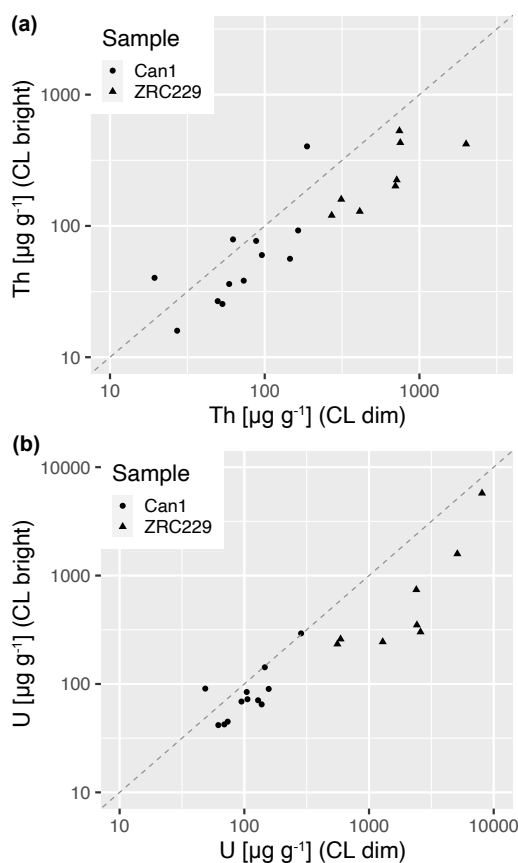 (a)
Sample
Can1
ZRC229
Th [µg g-1] (CL bright)
1000
100
10
10 100 1000
Th [µg g-1] (CL dim)
(b)
Sample
Can1
ZRC229
U [µg g-1] (CL bright)
10000
1000
100
10
10 100 1000 10000
U [µg g-1] (CL dim)